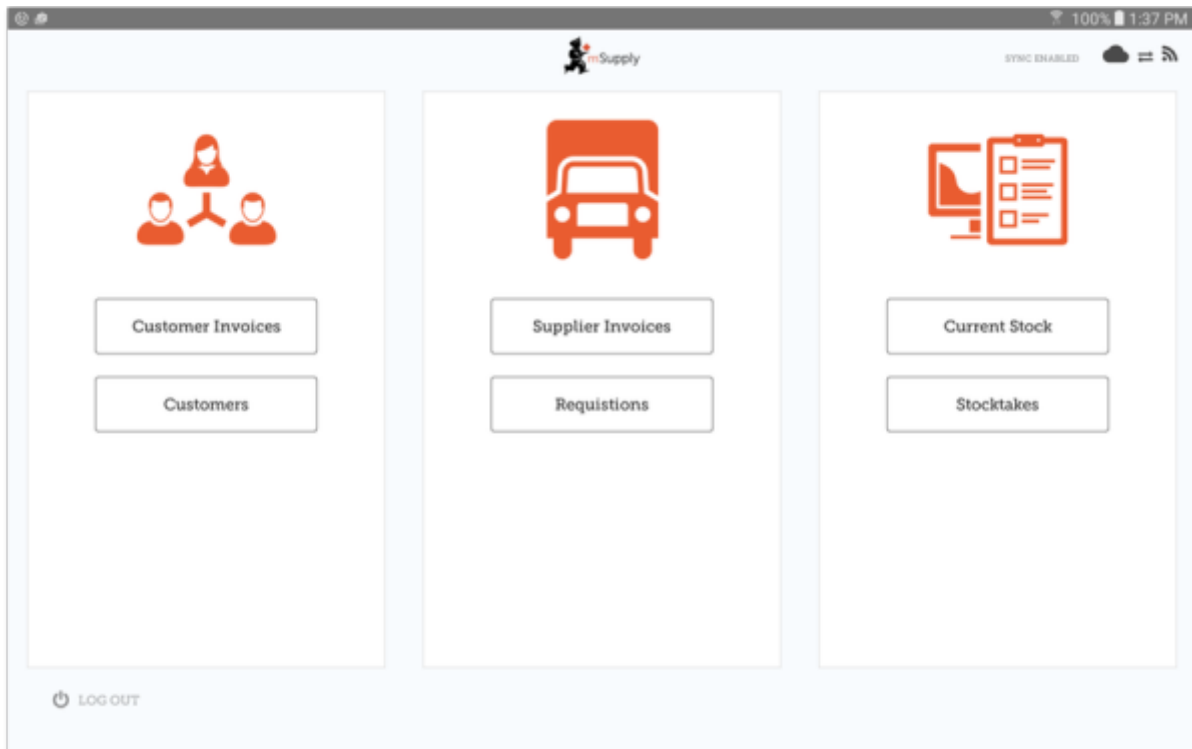 100% 1:37 PM
mSupply
SYNC ENABLED
Customer Invoices
Customers
Supplier Invoices
Requistions
Current Stock
Stocktakes
LOG OUT